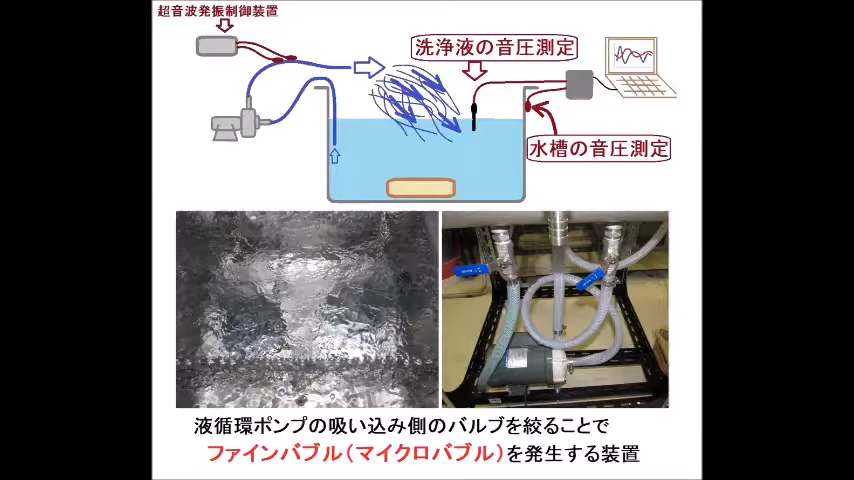 超音波発振制御装置
洗浄液の音圧測定
水槽の音圧測定
液循環ポンプの吸い込み側のバルブを絞ることで
ファインバブル(マイクロバブル)を発生する装置